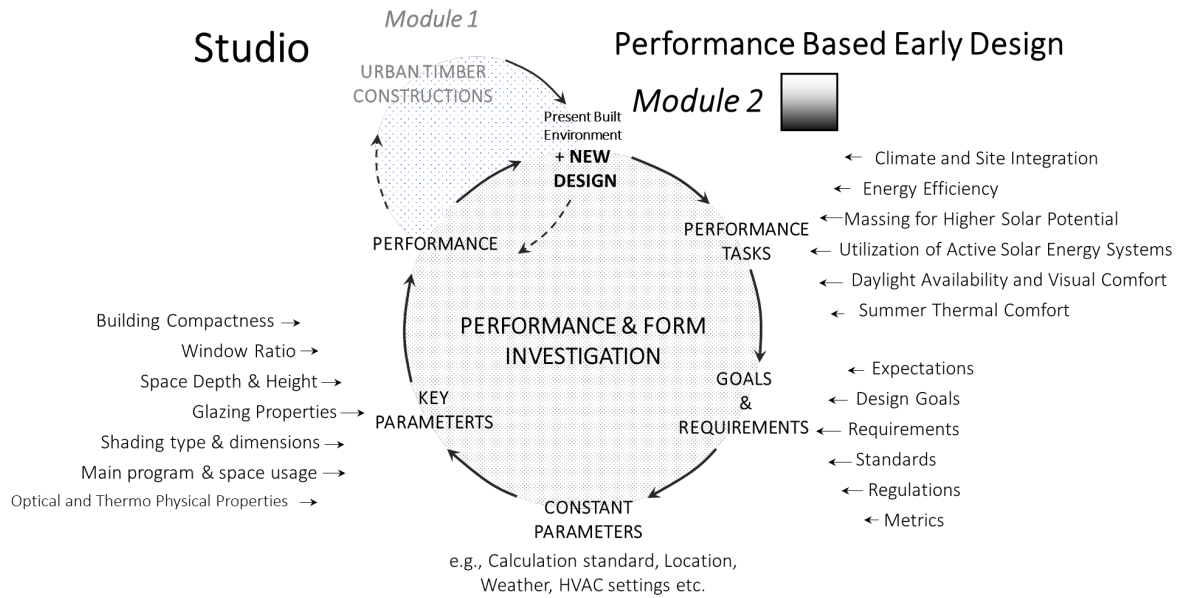 Module 1
Studio
Performance Based Early Design
URBAN TIMBER
CONSTRUCTIONS
Module 2
Present Built
Environment
+ NEW
DESIGN
Climate and Site Integration
Energy Efficiency
Massing for Higher Solar Potential
Utilization of Active Solar Energy Systems
Daylight Availability and Visual Comfort
Summer Thermal Comfort
PERFORMANCE
TASKS
PERFORMANCE
PERFORMANCE & FORM
INVESTIGATION
Building Compactness
Window Ratio
Space Depth & Height
Glazing Properties
Shading type & dimensions
Main program & space usage
Optical and Thermo Physical Properties
KEY
PARAMETERTS
GOALS
&
REQUIREMENTS
Expectations
Design Goals
Requirements
Standards
Regulations
Metrics
CONSTANT
PARAMETERS
e.g., Calculation standard, Location,
Weather, HVAC settings etc.